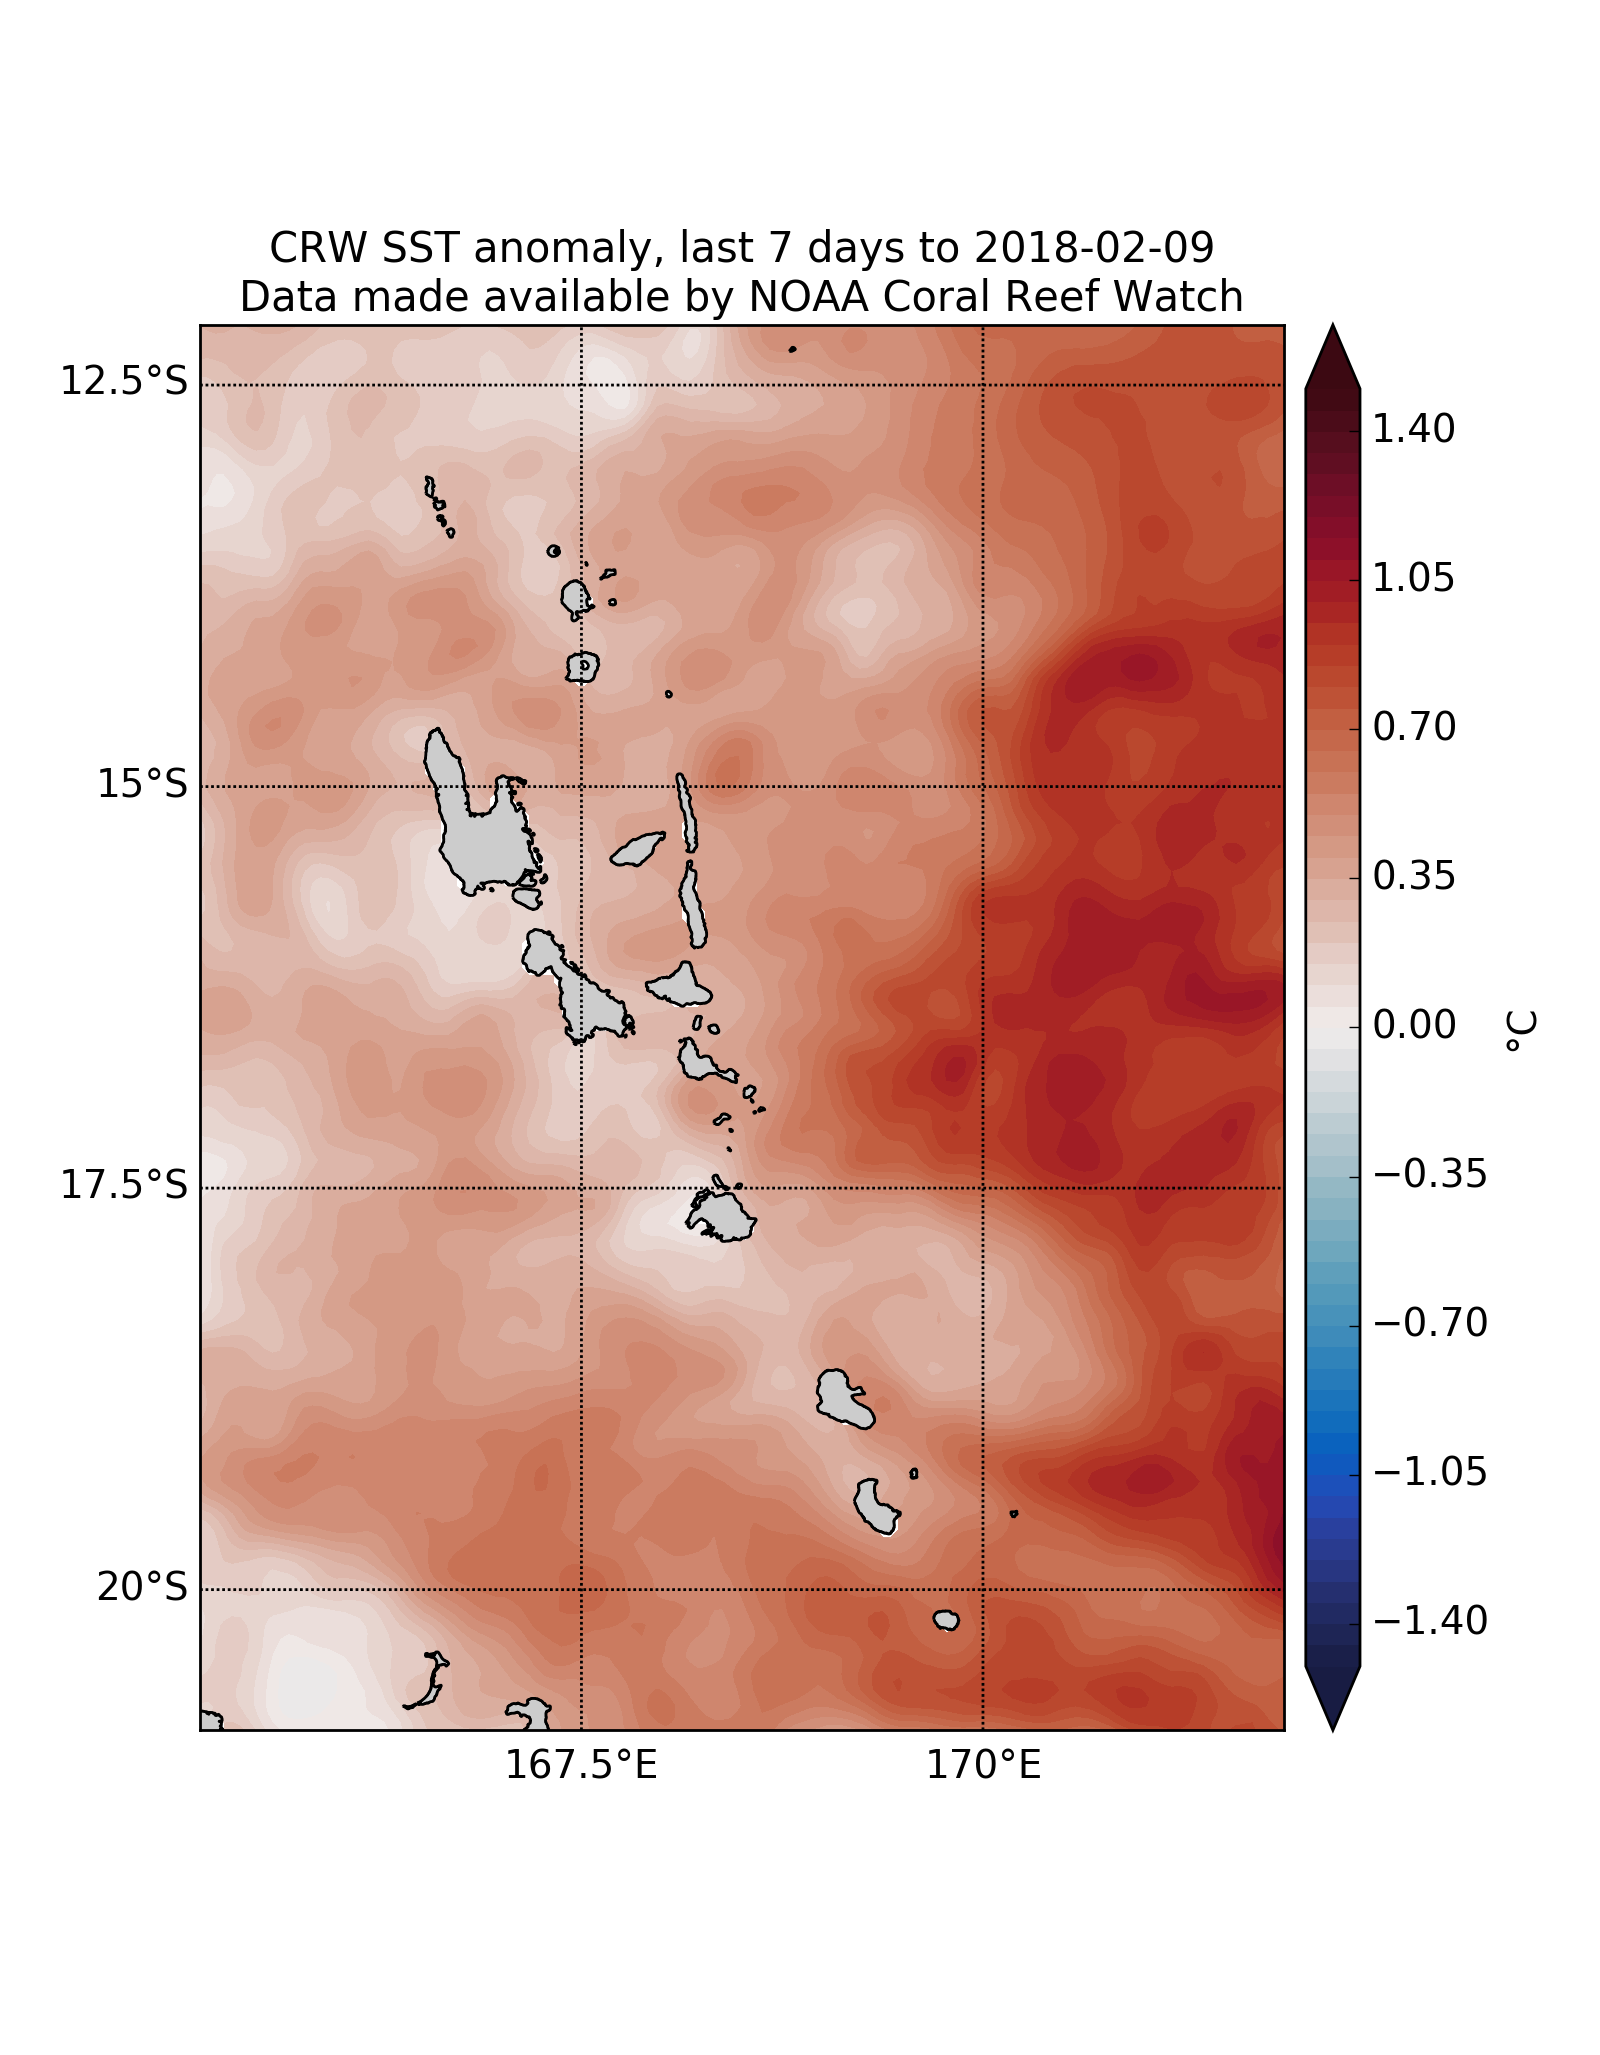 CRW SST anomaly, last 7 days to 2018-02-09
Data made available by NOAA Coral Reef Watch
12.5°S
15°S
17.5°S
20°S
167.5°E
170°E
1.40
1.05
0.70
0.35
0.00
−0.35
−0.70
−1.05
−1.40
°C